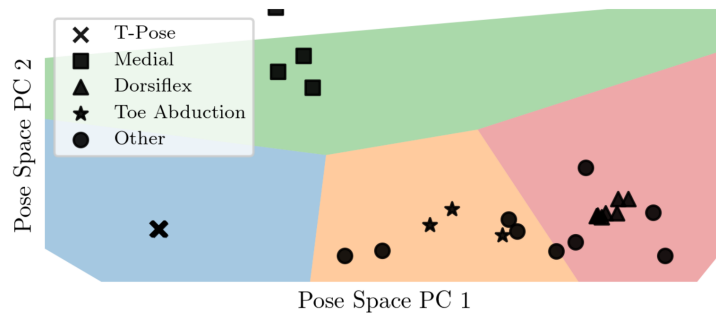 T-Pose
Medial
Dorsiflex
Toe Abduction
Other
Pose Space PC 2
Pose Space PC 1